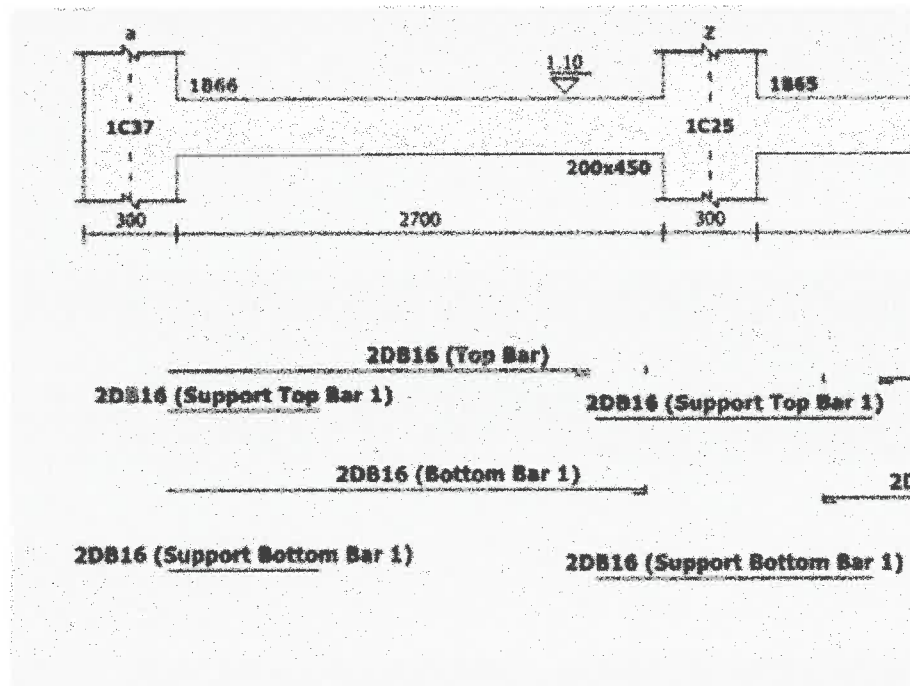 a
Z
1B66
1.10
1B65
1C37
1C25
200x450
300
2700
300
2DB16 (Top Bar)
2DB16 (Support Top Bar 1)
2DB16 (Support Top Bar 1)
2DB16 (Bottom Bar 1)
2D
2DB16 (Support Bottom Bar 1)
2DB16 (Support Bottom Bar 1)